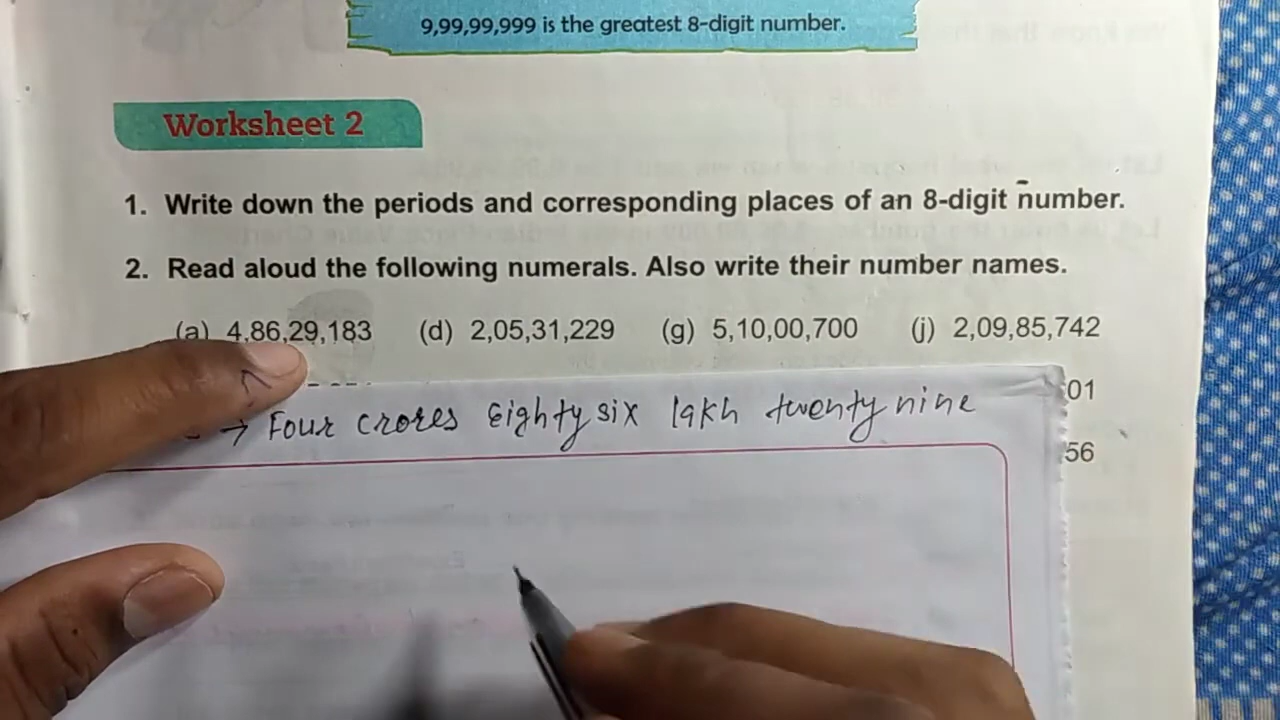 9,99,99,999 is the greatest 8-digit number.
Worksheet 2
1. Write down the periods and corresponding places of an 8-digit number.
2. Read aloud the following numerals. Also write their number names.
(a) 4,86,29,183 (d) 2,05,31,229 (g) 5,10,00,700 (j) 2,09,85,742
01
→ Four crores Eighty six lakh twenty nine
56